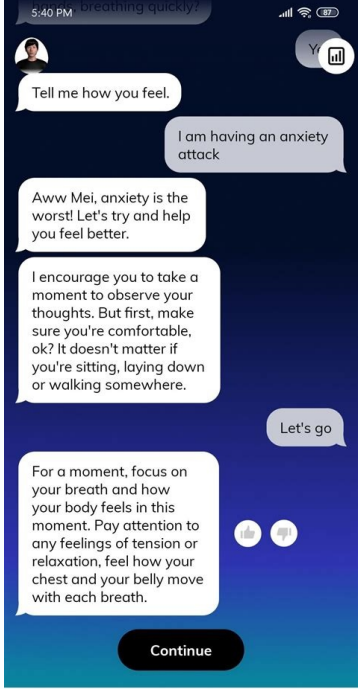 hands, breathing quickly?
5:40 PM
87
Tell me how you feel.
I am having an anxiety
attack
Aww Mei, anxiety is the
worst! Let's try and help
you feel better.
I encourage you to take a
moment to observe your
thoughts. But first, make
sure you're comfortable,
ok? It doesn't matter if
you're sitting, laying down
or walking somewhere.
Let's go
For a moment, focus on
your breath and how
your body feels in this
moment. Pay attention to
any feelings of tension or
relaxation, feel how your
chest and your belly move
with each breath.
Continue